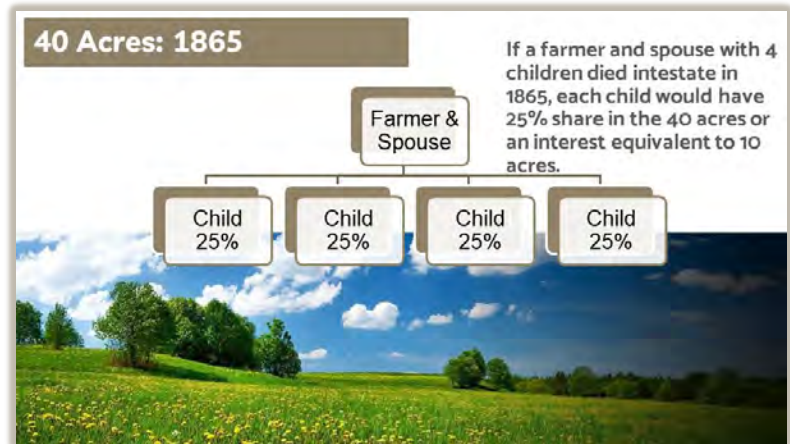 40 Acres: 1865
If a farmer and spouse with 4
children died intestate in
1865, each child would have
25% share in the 40 acres or
an interest equivalent to 10
acres.
Farmer &
Spouse
Child
25%
Child
25%
Child
25%
Child
25%